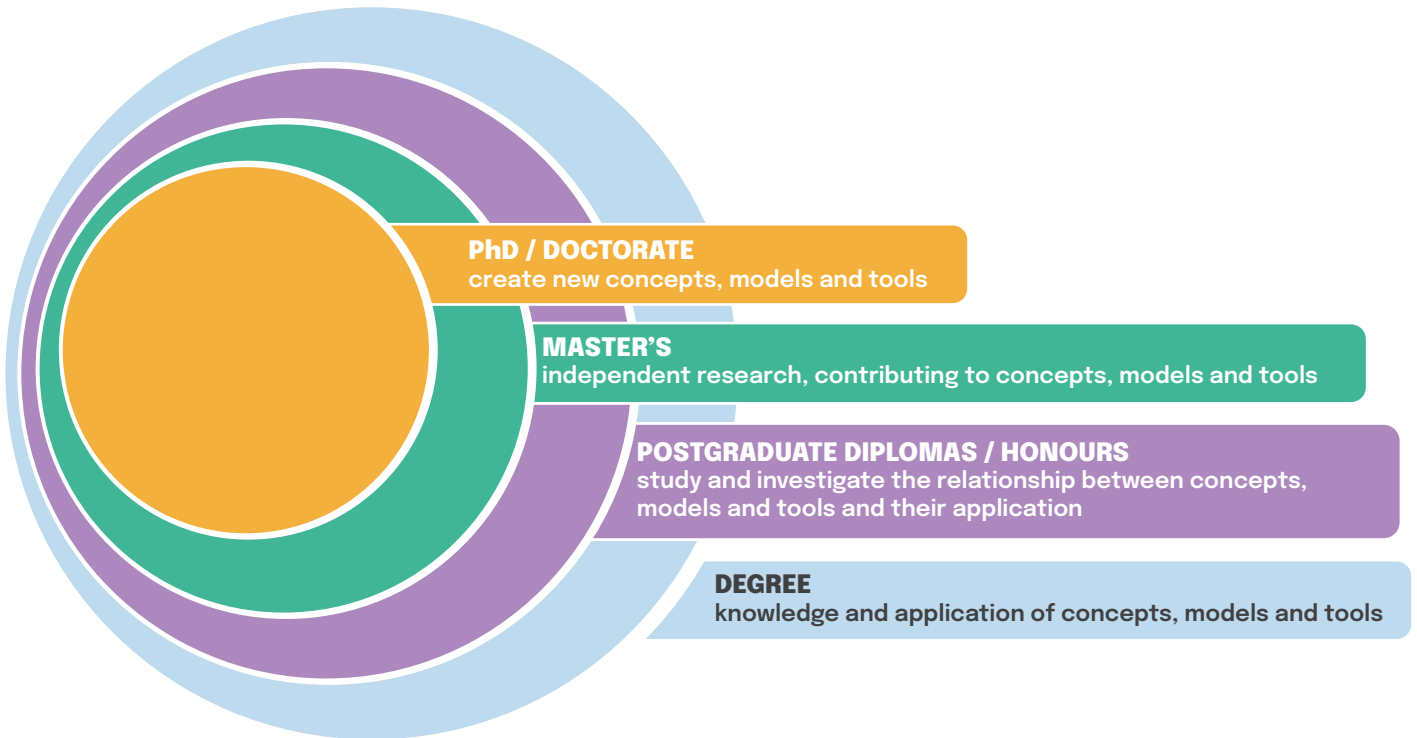 PhD / DOCTORATE
create new concepts, models and tools
MASTER'S
independent research, contributing to concepts, models and tools
POSTGRADUATE DIPLOMAS / HONOURS
study and investigate the relationship between concepts,
models and tools and their application
DEGREE
knowledge and application of concepts, models and tools